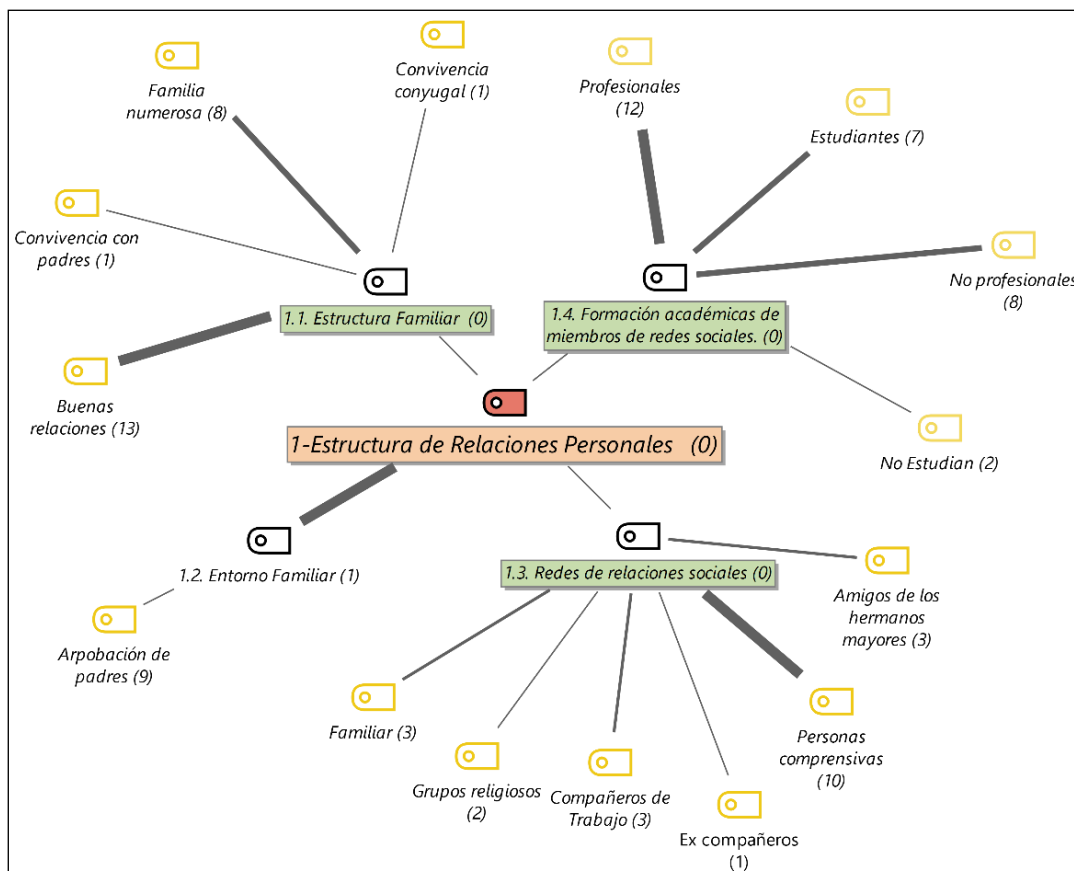 Familia
numerosa (8)
Convivencia
conyugal (1)
Profesionales
(12)
Estudiantes (7)
Convivencia con
padres (1)
No profesionales
(8)
1.1. Estructura Familiar (0)
1.4. Formación académicas de
miembros de redes sociales. (0)
Buenas
relaciones (13)
1-Estructura de Relaciones Personales (0)
No Estudian (2)
1.2. Entorno Familiar (1)
1.3. Redes de relaciones sociales (0)
Arpobación de
padres (9)
Amigos de los
hermanos
mayores (3)
Familiar (3)
Grupos religiosos
(2)
Compañeros de
Trabajo (3)
Ex compañeros
(1)
Personas
comprensivas
(10)